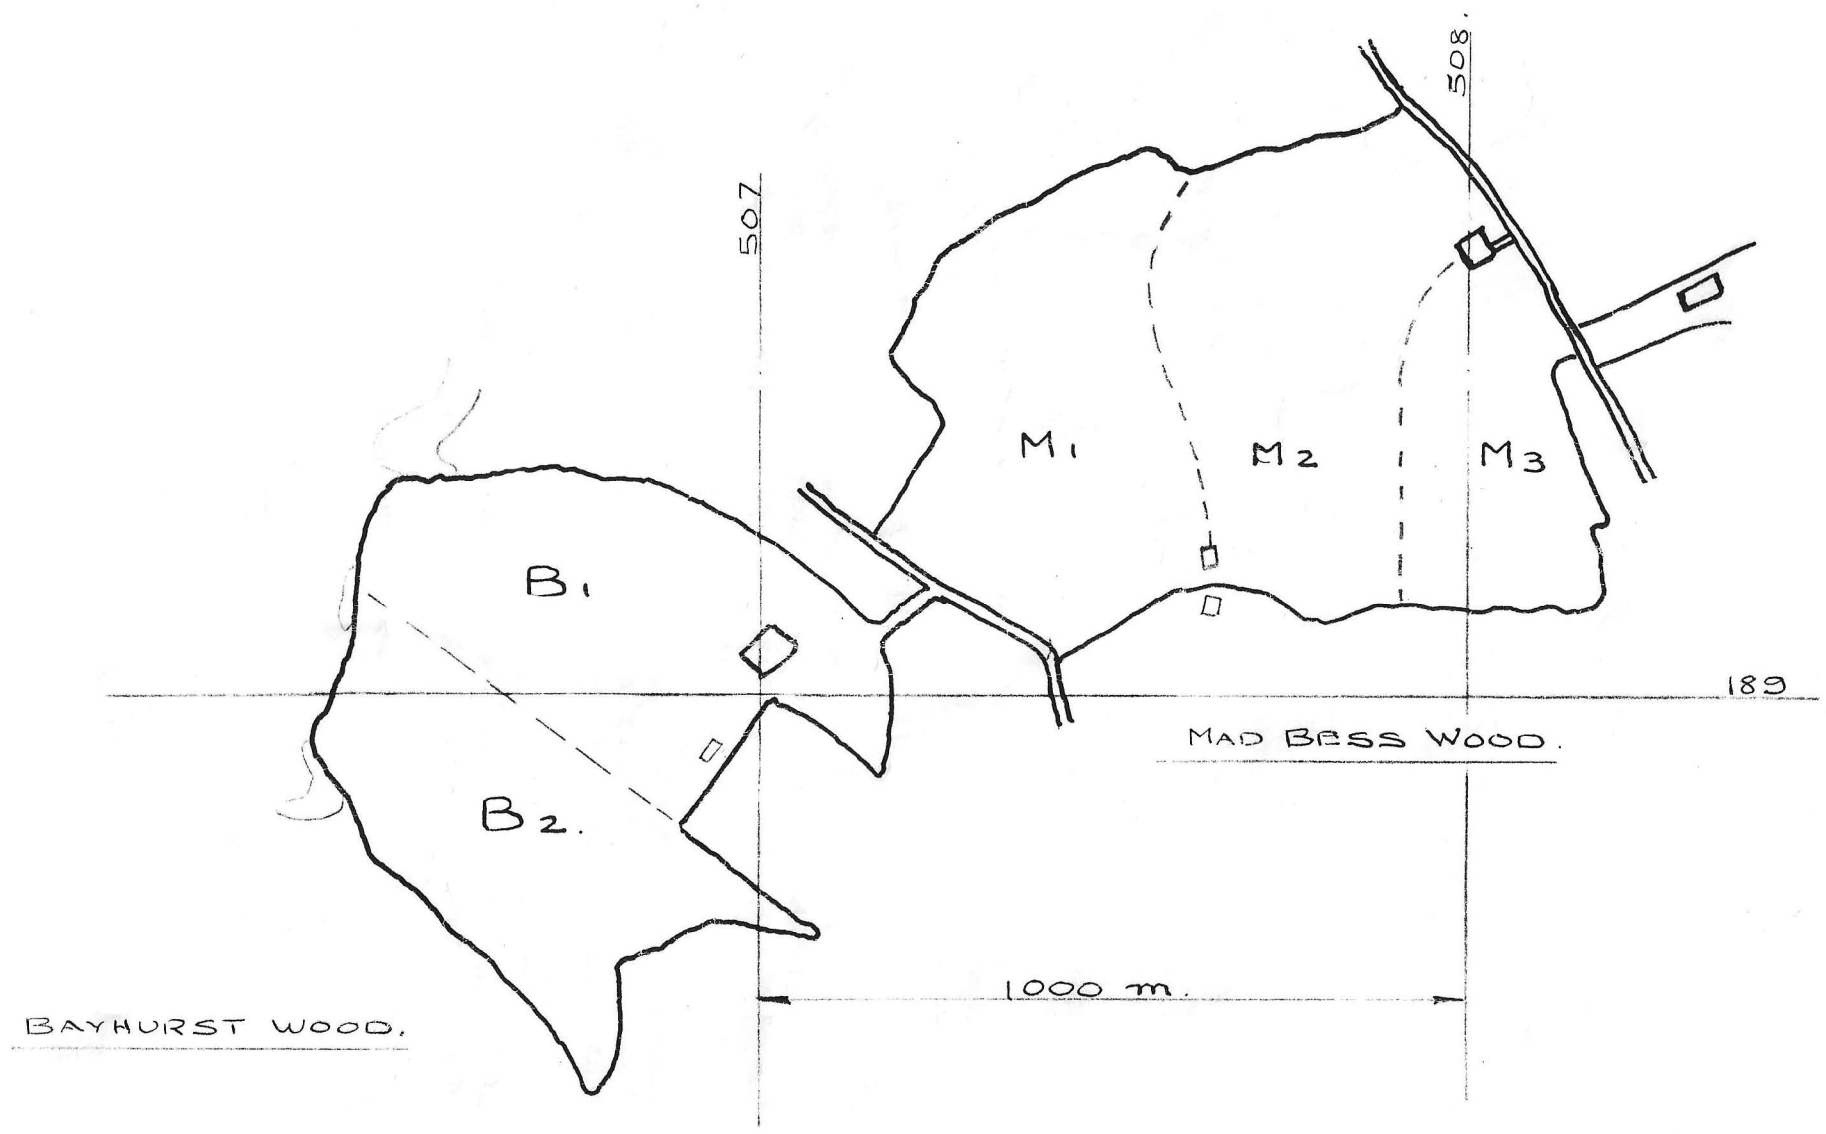 508.
507
M1
M2
M3
B1
189
MAD BESS WOOD.
B2.
1000 m.
BAYHURST WOOD.